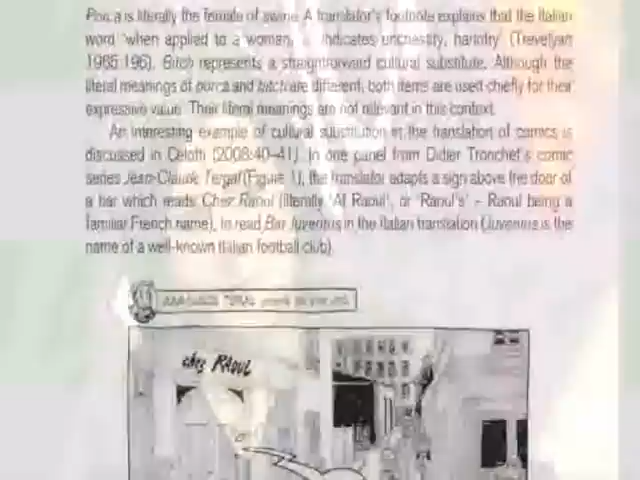 Porca is literally the female of swine. A translator's footnote explains that the Italian
word 'when applied to a woman, indicates unchastity, harlotry' (Trevelyan
1965:195). Bitch represents a straightforward cultural substitute. Although the
literal meanings of porca and bitch are different, both items are used chiefly for their
expressive value. Their literal meanings are not relevant in this context.
An interesting example of cultural substitution in the translation of comics is
discussed in Celotti (2008:40–41). In one panel from Didier Tronchet's comic
series Jean-Claude Tergal (Figure 1), the translator adapts a sign above the door of
a bar which reads Chez Raoul (literally 'At Raoul', or 'Raoul's' – Raoul being a
familiar French name), to read Bar Juventus in the Italian translation (Juventus is the
name of a well-known Italian football club).
chez RAOUL